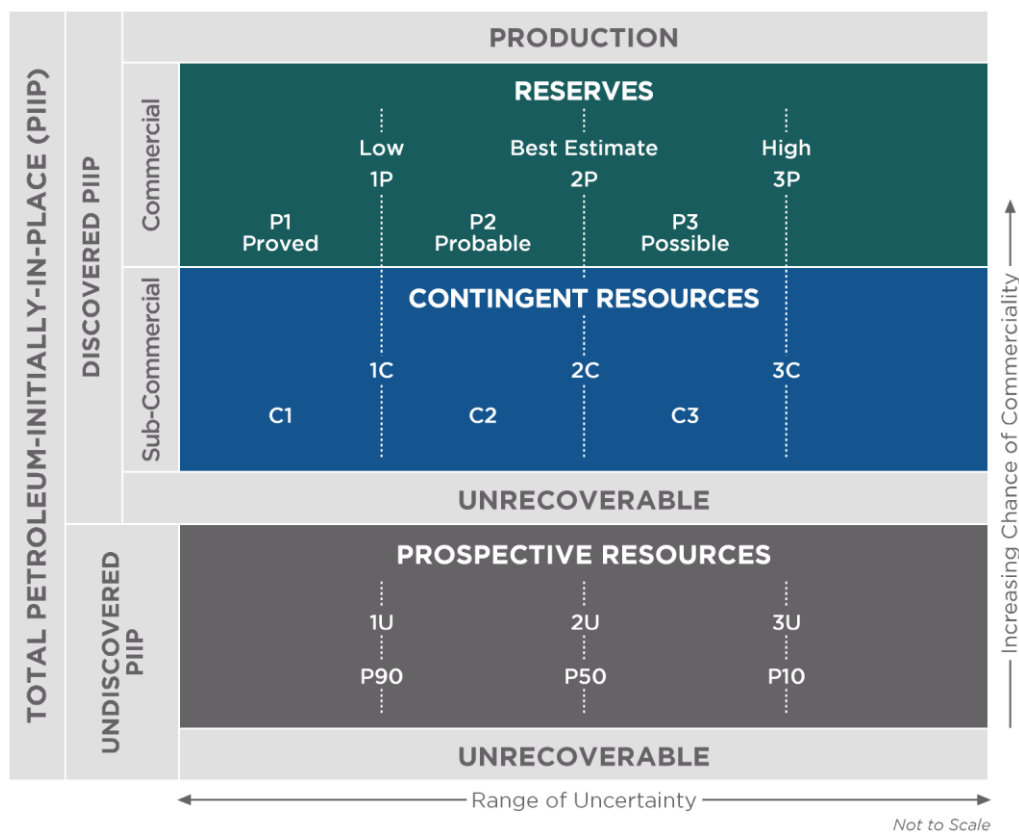 TOTAL PETROLEUM-INITIALLY-IN-PLACE (PIIP)
DISCOVERED PIIP
UNDISCOVERED
PIIP
Commercial
Sub-Commercial
PRODUCTION
RESERVES
Low
Best Estimate
High
1P
2P
3P
P1
Proved
P2
Probable
P3
Possible
CONTINGENT RESOURCES
1C
2C
3C
C1
C2
C3
UNRECOVERABLE
PROSPECTIVE RESOURCES
1U
2U
3U
P90
P50
P10
UNRECOVERABLE
Increasing Chance of Commerciality
Range of Uncertainty
Not to Scale